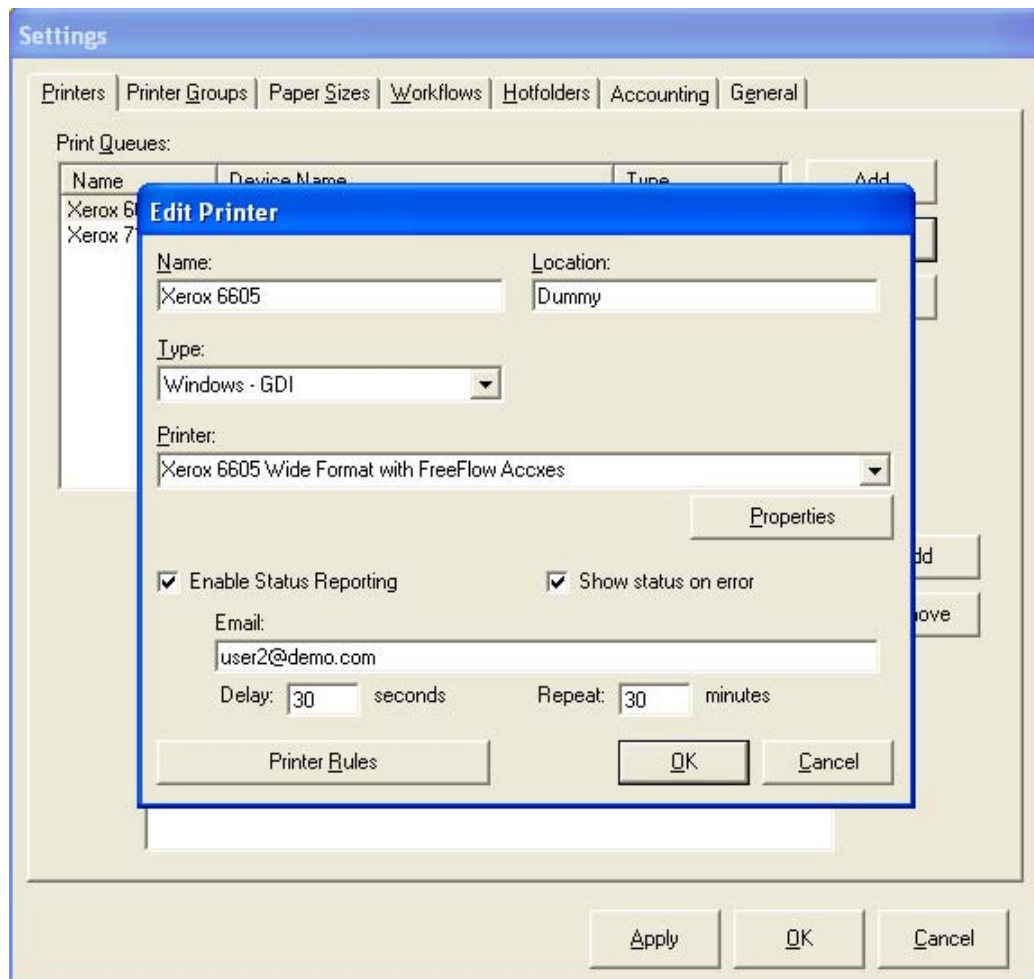 Settings
Printers Printer Groups Paper Sizes Workflows Hotfolders Accounting General
Print Queues:
Name Device Name Type Add
Xerox 6
Xerox 7
Edit Printer
Name: Location:
Xerox 6605 Dummy
Type:
Windows - GDI
Printer:
Xerox 6605 Wide Format with FreeFlow Accxes
Properties
dd
Enable Status Reporting Show status on error
ove
Email:
user2@demo.com
Delay: 30 seconds Repeat: 30 minutes
Printer Rules OK Cancel
Apply OK Cancel